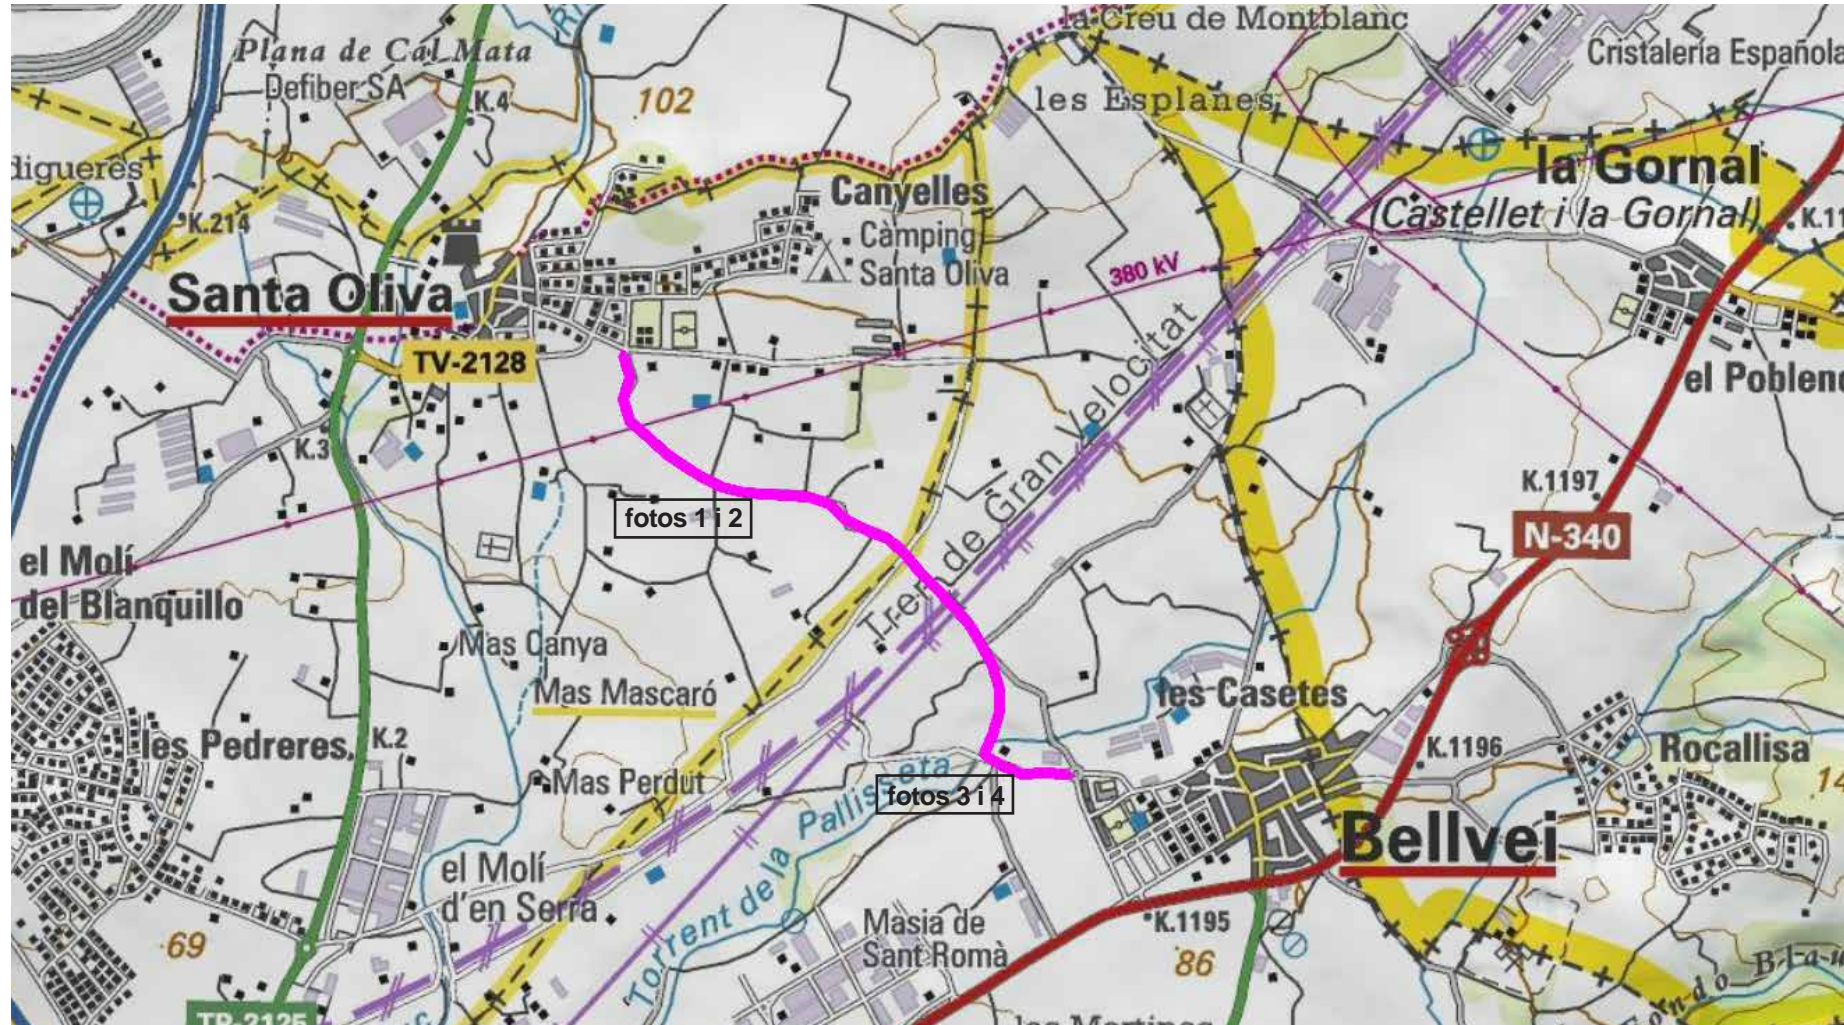 la Creu de Montblanc
Plana de Cal Mata
Cristaleria Española
Defiber SA
K.4
102
les Esplanes
la Gornal
digueres
Canyelles
(Castellet i la Gornal)
K.214
Càmping
Santa Oliva
380 kV
Santa Oliva
TV-2128
el Poblenc
K.3
K.1197
fotos 1 i 2
N-340
el Molí
del Blanquillo
Tren de Gran Velocitat
Mas Canya
Mas Mascaró
les Casetes
les Pedreres
K.2
K.1196
Rocallisa
Mas Perdut
fotos 3 i 4
14
Bellvei
el Molí
d'en Serra
Torrent de la Pallisseta
Masia de
Sant Romà
K.1195
69
86
TP-2125